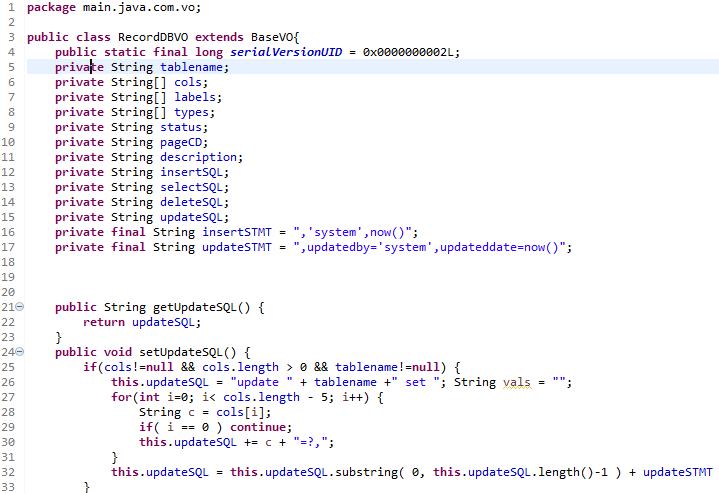 1 package main.java.com.vo;
2
3 public class RecordDBVO extends BaseVO{
4     public static final long serialVersionUID = 0x0000000002L;
5     private String tablename;
6     private String[] cols;
7     private String[] labels;
8     private String[] types;
9     private String status;
10     private String pageCD;
11     private String description;
12     private String insertSQL;
13     private String selectSQL;
14     private String deleteSQL;
15     private String updateSQL;
16     private final String insertSTMT = ",'system',now()";
17     private final String updateSTMT = ",updatedby='system',updateddate=now()";
18
19
20
21     public String getUpdateSQL() {
22         return updateSQL;
23     }
24     public void setUpdateSQL() {
25         if(cols!=null && cols.length > 0 && tablename!=null) {
26             this.updateSQL = "update " + tablename +" set "; String vals = "";
27             for(int i=0; i< cols.length - 5; i++) {
28                 String c = cols[i];
29                 if( i == 0 ) continue;
30                 this.updateSQL += c + "=?,";
31             }
32             this.updateSQL = this.updateSQL.substring( 0, this.updateSQL.length()-1 ) + updateSTMT
33         }